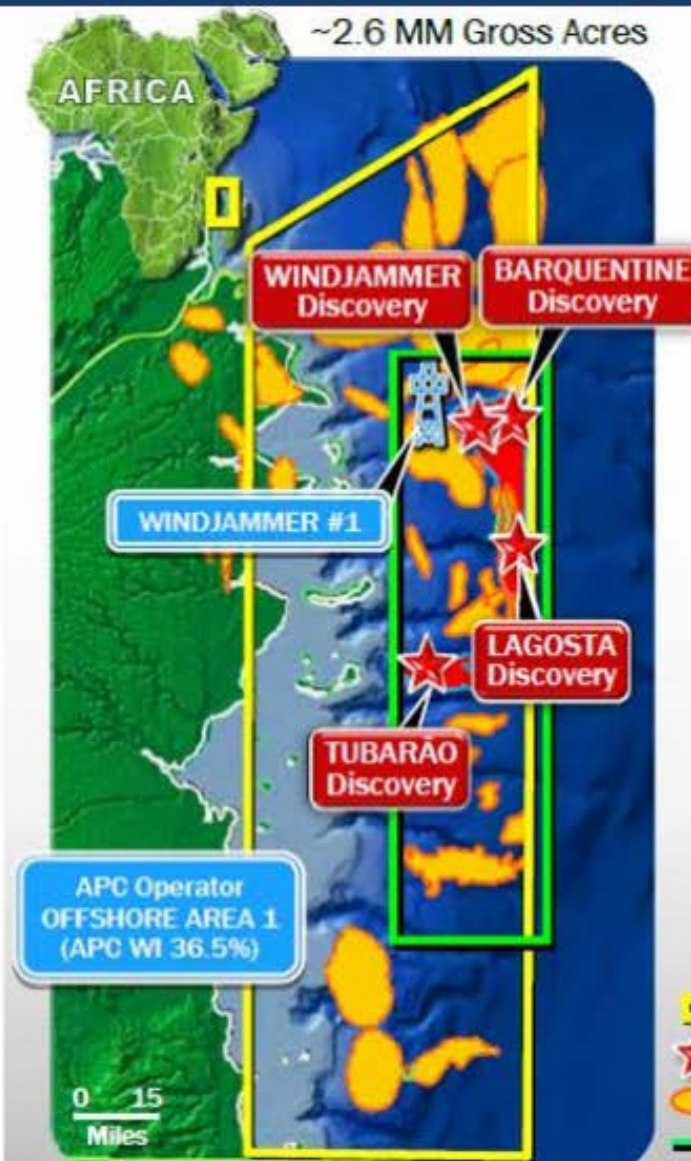 ~2.6 MM Gross Acres
AFRICA
WINDJAMMER
Discovery
BARQUENTINE
Discovery
WINDJAMMER #1
LAGOSTA
Discovery
TUBARÃO
Discovery
APC Operator
OFFSHORE AREA 1
(APC WI 36.5%)
0 15
Miles